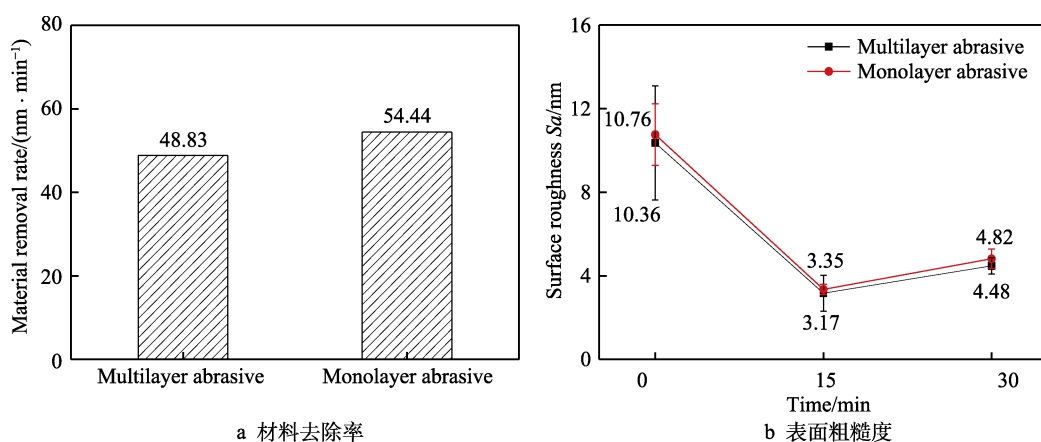 Material removal rate/(nm · min⁻¹)
80
60
40
20
0
48.83
54.44
Multilayer abrasive
Monolayer abrasive
a 材料去除率
Surface roughness Sa/nm
16
12
8
4
0
Multilayer abrasive
Monolayer abrasive
10.76
10.36
3.35
3.17
4.82
4.48
0
15
30
Time/min
b 表面粗糙度